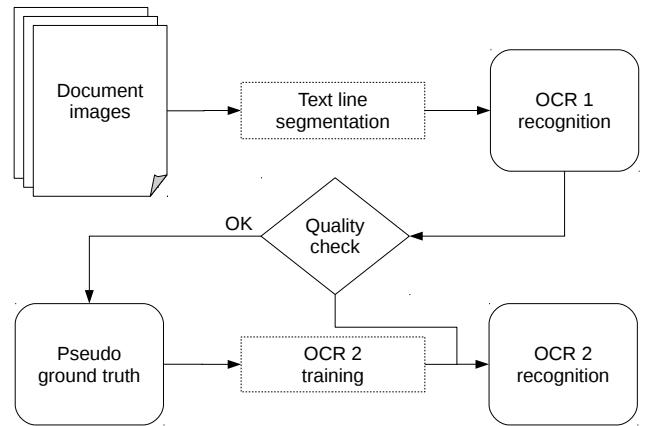 Document
images
Text line
segmentation
OCR 1
recognition
OK
Quality
check
Pseudo
ground truth
OCR 2
training
OCR 2
recognition